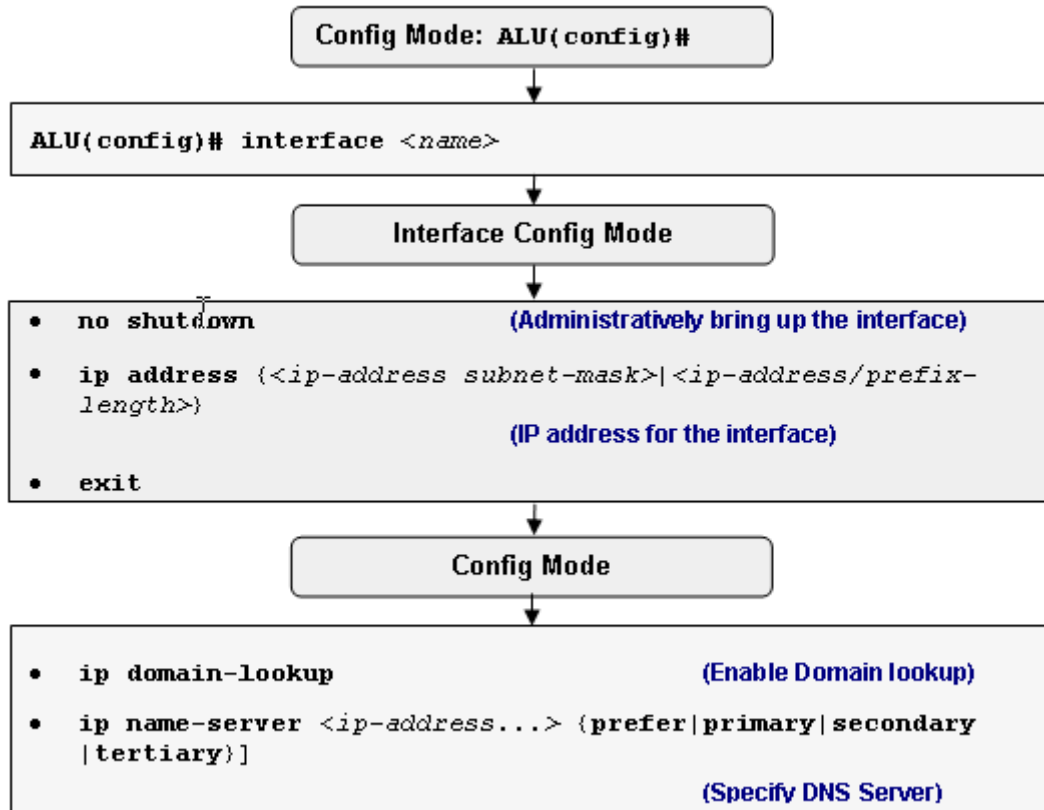 Config Mode: ALU(config)#
ALU(config)# interface <name>
Interface Config Mode
• no shutdown (Administratively bring up the interface)
• ip address {<ip-address subnet-mask>|<ip-address/prefix-
length>}
(IP address for the interface)
• exit
Config Mode
• ip domain-lookup (Enable Domain lookup)
• ip name-server <ip-address...> {prefer|primary|secondary
|tertiary}]
(Specify DNS Server)